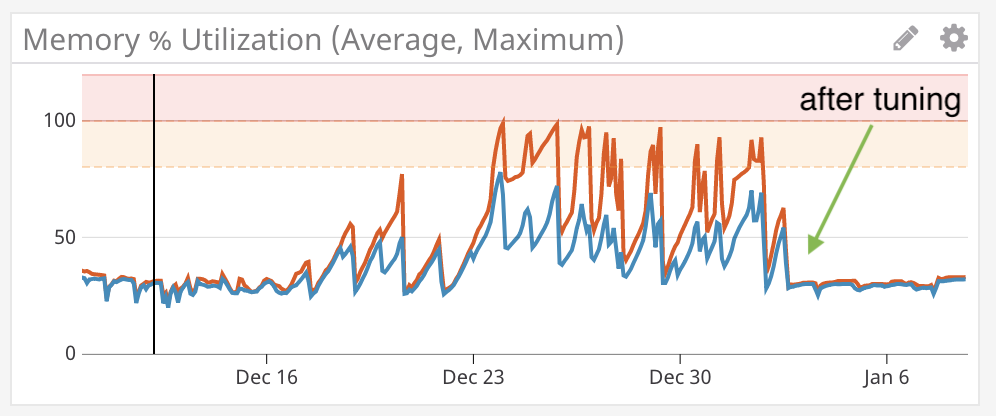 Memory % Utilization (Average, Maximum)
after tuning
100
50
0
Dec 16 Dec 23 Dec 30 Jan 6